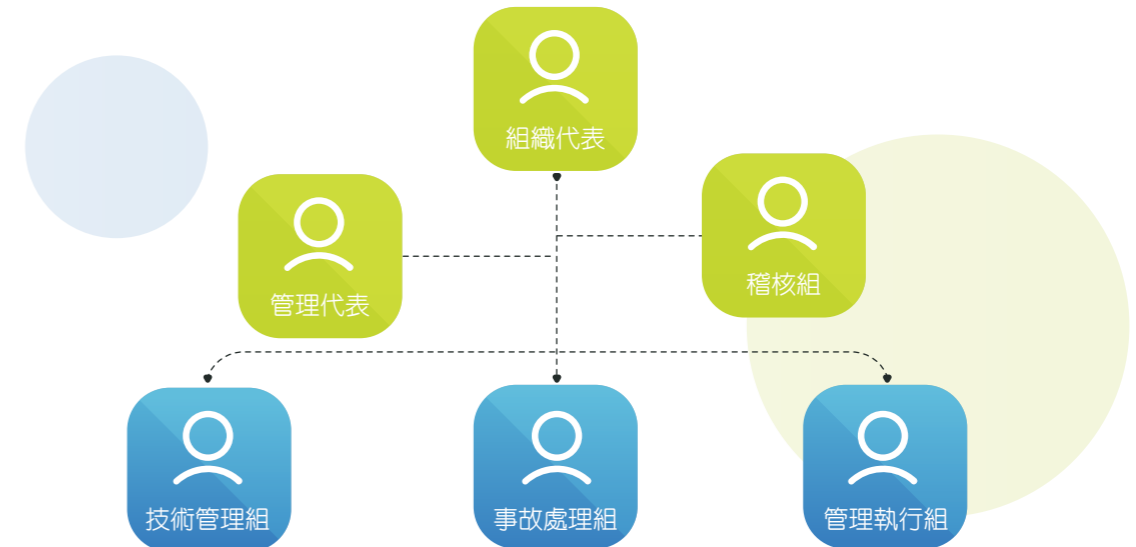 組織代表
管理代表
稽核組
技術管理組
事故處理組
管理執行組